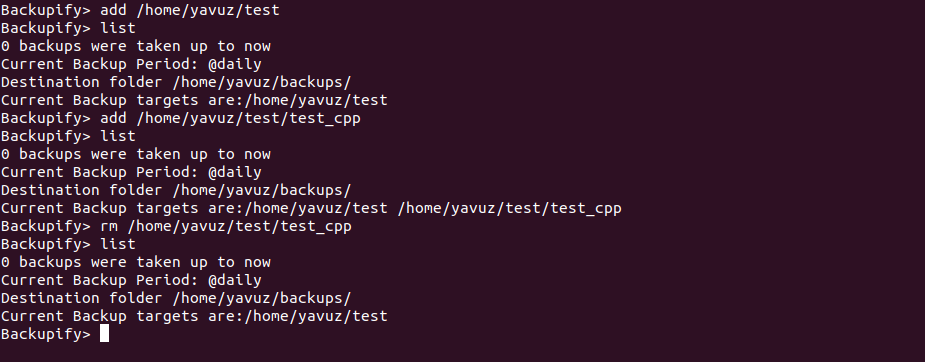 Backupify> add /home/yavuz/test
Backupify> list
0 backups were taken up to now
Current Backup Period: @daily
Destination folder /home/yavuz/backups/
Current Backup targets are:/home/yavuz/test
Backupify> add /home/yavuz/test/test_cpp
Backupify> list
0 backups were taken up to now
Current Backup Period: @daily
Destination folder /home/yavuz/backups/
Current Backup targets are:/home/yavuz/test /home/yavuz/test/test_cpp
Backupify> rm /home/yavuz/test/test_cpp
Backupify> list
0 backups were taken up to now
Current Backup Period: @daily
Destination folder /home/yavuz/backups/
Current Backup targets are:/home/yavuz/test
Backupify>